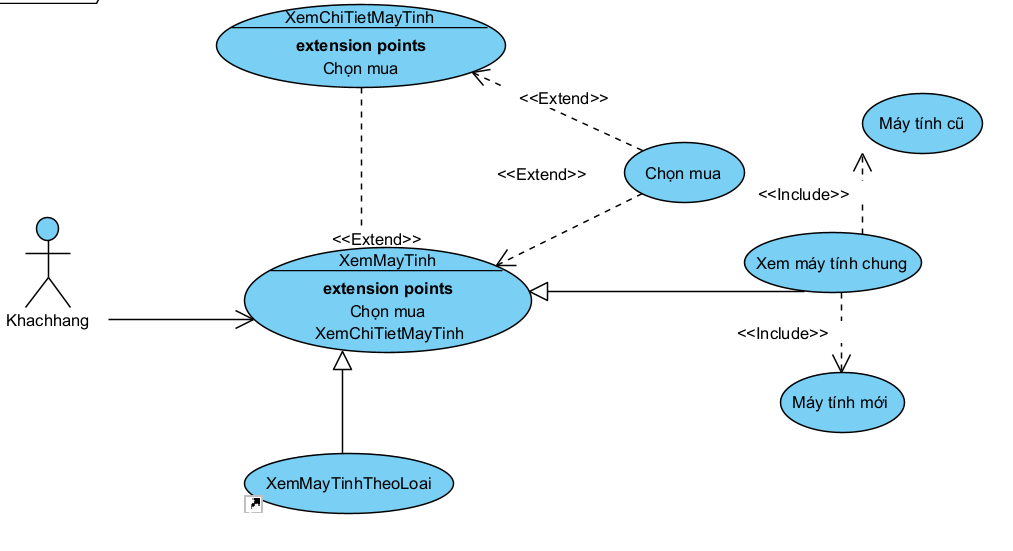 XemChiTietMayTinh
extension points
Chọn mua
<<Extend>>
Máy tính cũ
Chọn mua
<<Extend>>
<<Include>>
<<Extend>>
XemMayTinh
extension points
Chọn mua
XemChiTietMayTinh
Xem máy tính chung
Khachhang
<<Include>>
Máy tính mới
XemMayTinhTheoLoai